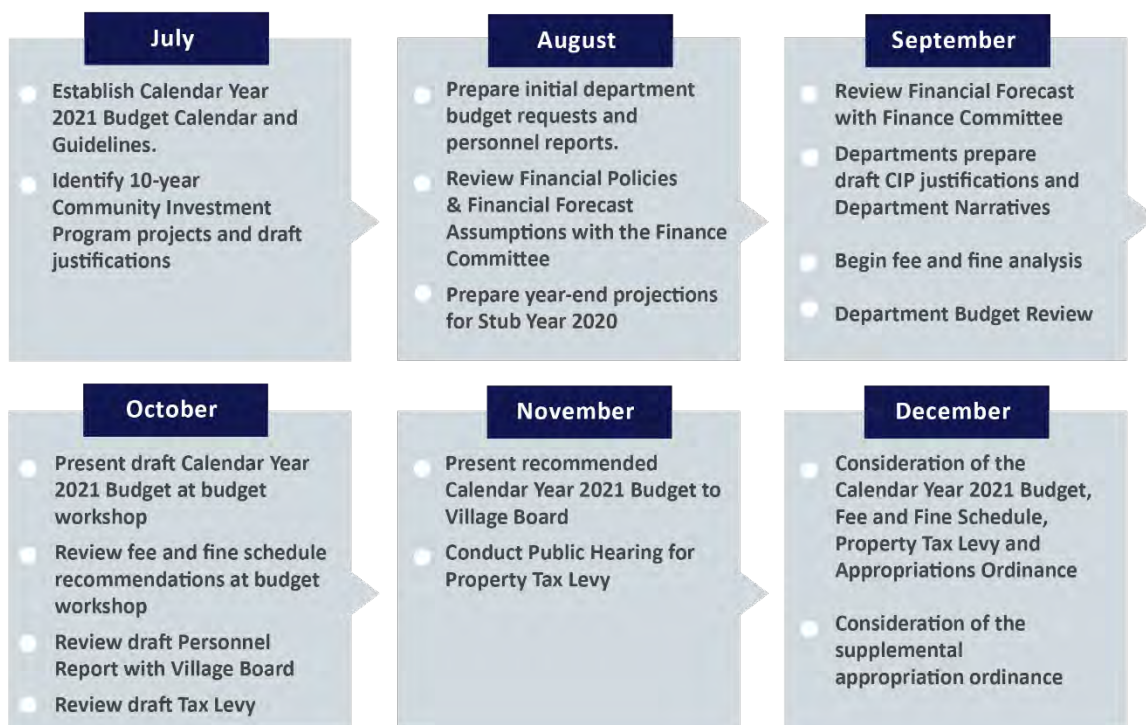 July
Establish Calendar Year
2021 Budget Calendar and
Guidelines.
Identify 10-year
Community Investment
Program projects and draft
justifications
August
Prepare initial department
budget requests and
personnel reports.
Review Financial Policies
& Financial Forecast
Assumptions with the Finance
Committee
Prepare year-end projections
for Stub Year 2020
September
Review Financial Forecast
with Finance Committee
Departments prepare
draft CIP justifications and
Department Narratives
Begin fee and fine analysis
Department Budget Review
October
Present draft Calendar Year
2021 Budget at budget
workshop
Review fee and fine schedule
recommendations at budget
workshop
Review draft Personnel
Report with Village Board
Review draft Tax Levy
November
Present recommended
Calendar Year 2021 Budget to
Village Board
Conduct Public Hearing for
Property Tax Levy
December
Consideration of the
Calendar Year 2021 Budget,
Fee and Fine Schedule,
Property Tax Levy and
Appropriations Ordinance
Consideration of the
supplemental
appropriation ordinance